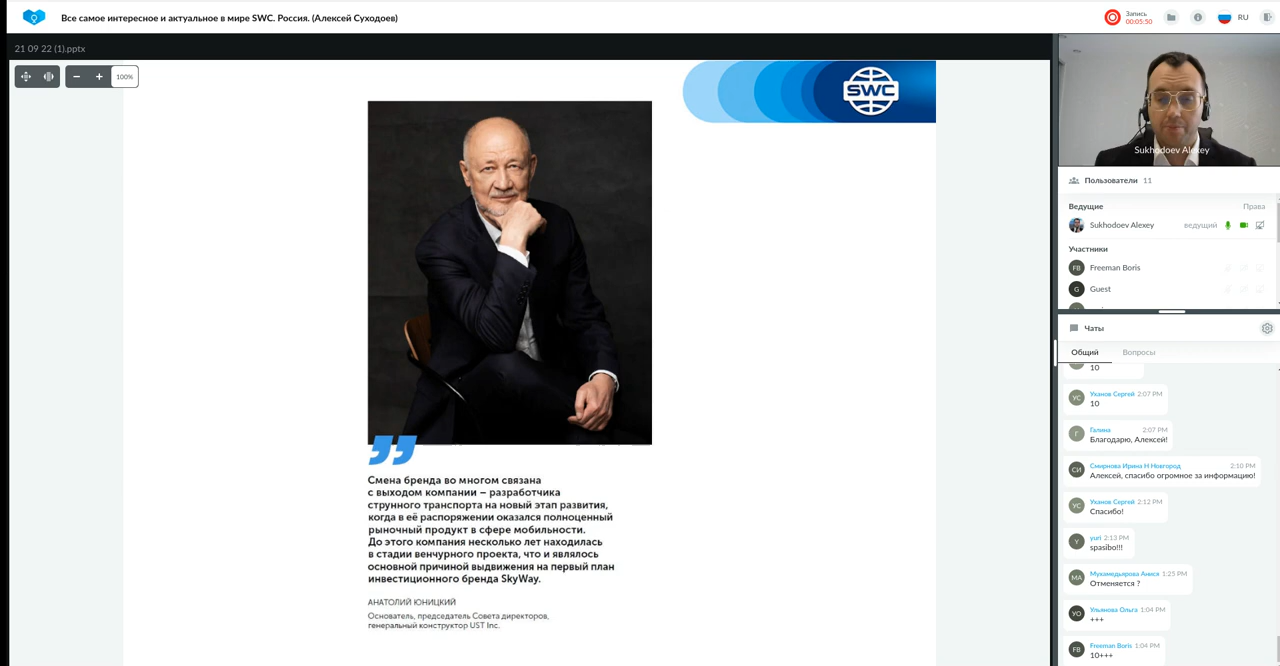 Все самое интересное и актуальное в мире SWC. Россия. (Алексей Суходоев)
Запись
00:05:50
RU
21 09 22 (1).pptx
100%
SWC
Смена бренда во многом связана
с выходом компании – разработчика
струнного транспорта на новый этап развития,
когда в её распоряжении оказался полноценный
рыночный продукт в сфере мобильности.
До этого компания несколько лет находилась
в стадии венчурного проекта, что и являлось
основной причиной выдвижения на первый план
инвестиционного бренда SkyWay.
АНАТОЛИЙ ЮНИЦКИЙ
Основатель, председатель Совета директоров,
генеральный конструктор UST Inc.
Sukhodoev Alexey
Пользователи 11
Ведущие Права
Sukhodoev Alexey ведущий
Участники
FB Freeman Boris
G Guest
Чаты
Общий Вопросы
10
УС Уханов Сергей 2:07 PM
10
Г Галина 2:07 PM
Благодарю, Алексей!
СИ Смирнова Ирина Н Новгород 2:10 PM
Алексей, спасибо огромное за информацию!
УС Уханов Сергей 2:12 PM
Спасибо!
Y yuri 2:13 PM
spasibo!!!
МА Мухамедьярова Аниса 1:25 PM
Отменяется ?
УО Ульянова Ольга 1:04 PM
+++
FB Freeman Boris 1:04 PM
10+++